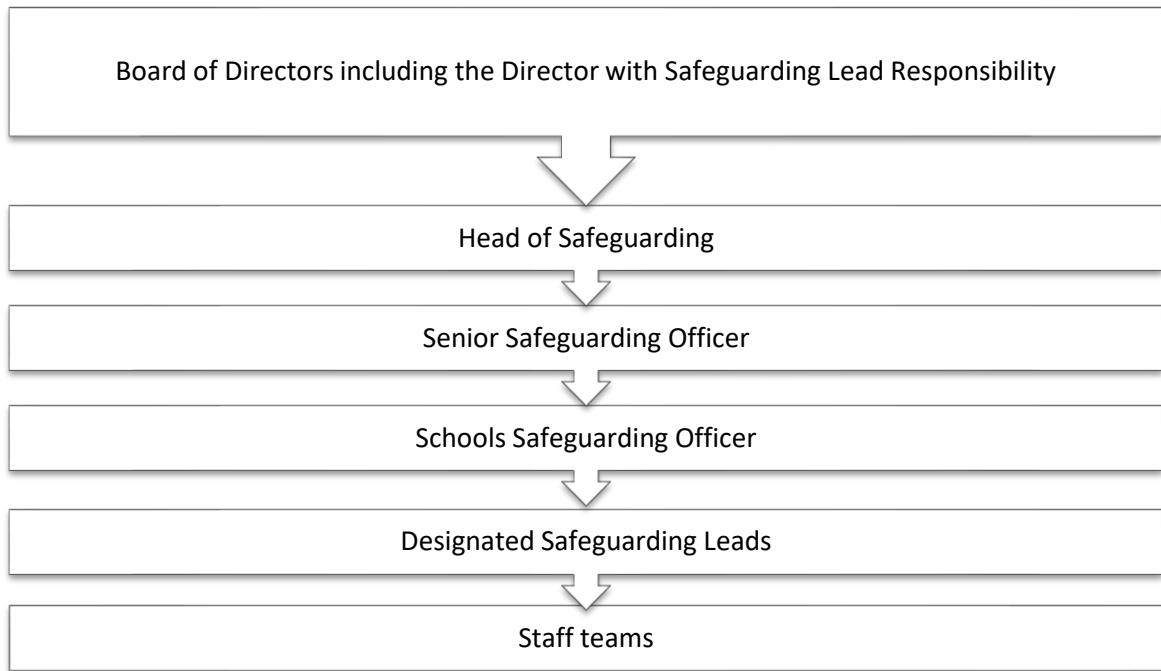 Board of Directors including the Director with Safeguarding Lead Responsibility
Head of Safeguarding
Senior Safeguarding Officer
Schools Safeguarding Officer
Designated Safeguarding Leads
Staff teams